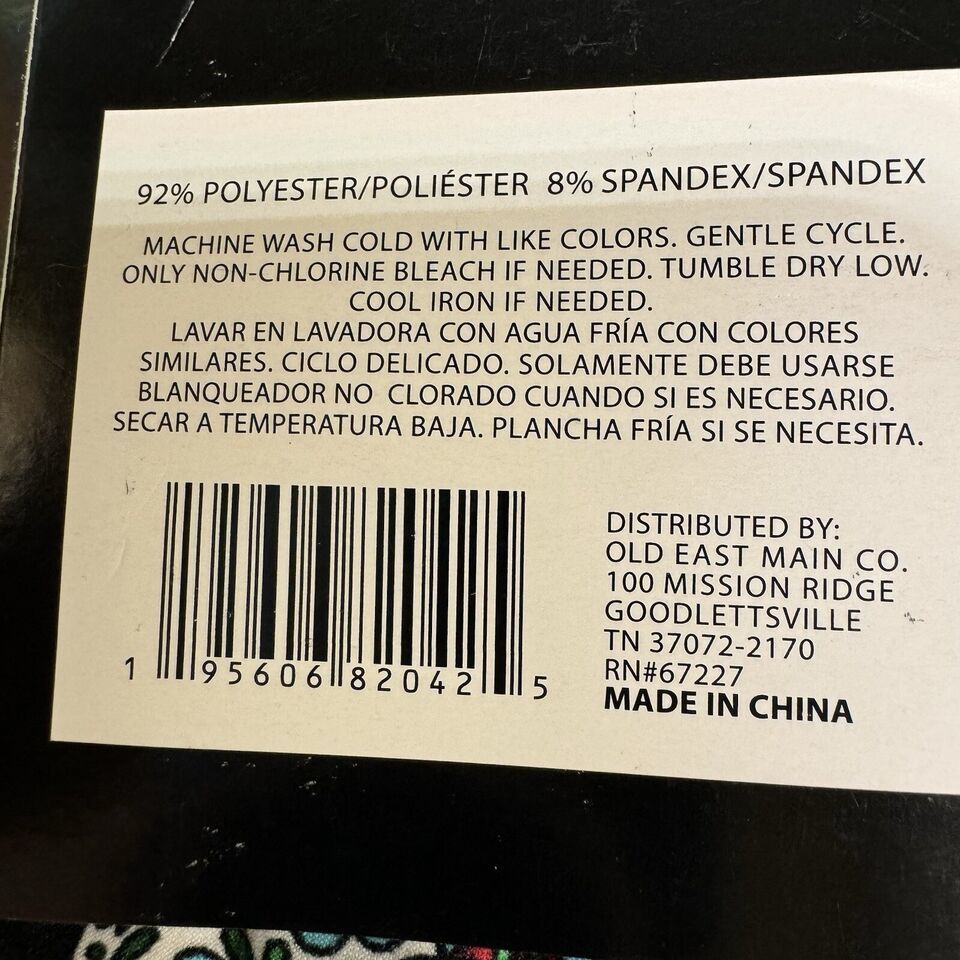 92% POLYESTER/POLIÉSTER 8% SPANDEX/SPANDEX
MACHINE WASH COLD WITH LIKE COLORS. GENTLE CYCLE.
ONLY NON-CHLORINE BLEACH IF NEEDED. TUMBLE DRY LOW.
COOL IRON IF NEEDED.
LAVAR EN LAVADORA CON AGUA FRÍA CON COLORES
SIMILARES. CICLO DELICADO. SOLAMENTE DEBE USARSE
BLANQUEADOR NO CLORADO CUANDO SI ES NECESARIO.
SECAR A TEMPERATURA BAJA. PLANCHA FRÍA SI SE NECESITA.
1 95606 82042 5
DISTRIBUTED BY:
OLD EAST MAIN CO.
100 MISSION RIDGE
GOODLETTSVILLE
TN 37072-2170
RN#67227
MADE IN CHINA